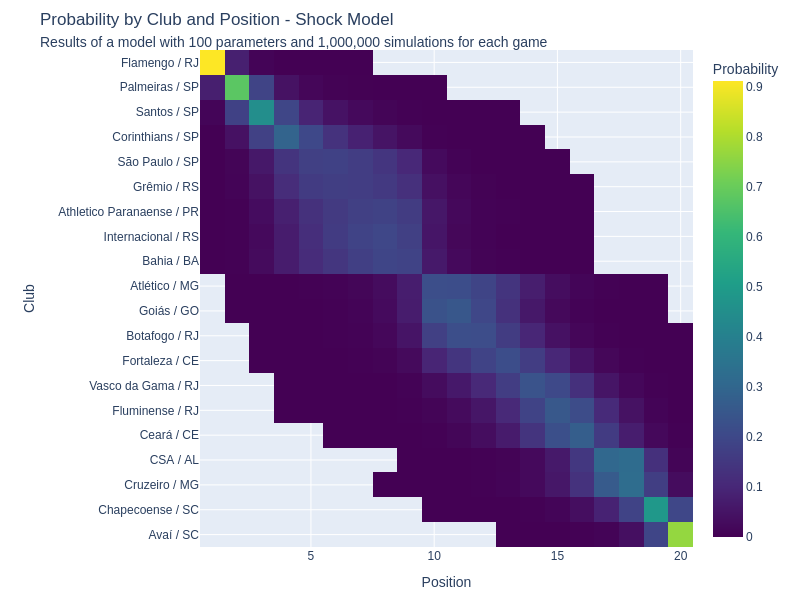 Probability by Club and Position - Shock Model
Results of a model with 100 parameters and 1,000,000 simulations for each game
Probability
Flamengo / RJ
Palmeiras / SP
Santos / SP
Corinthians / SP
São Paulo / SP
Grêmio / RS
Athletico Paranaense / PR
Internacional / RS
Bahia / BA
Atlético / MG
Goiás / GO
Botafogo / RJ
Fortaleza / CE
Vasco da Gama / RJ
Fluminense / RJ
Ceará / CE
CSA / AL
Cruzeiro / MG
Chapecoense / SC
Avaí / SC
Club
5
10
15
20
Position
0.9
0.8
0.7
0.6
0.5
0.4
0.3
0.2
0.1
0